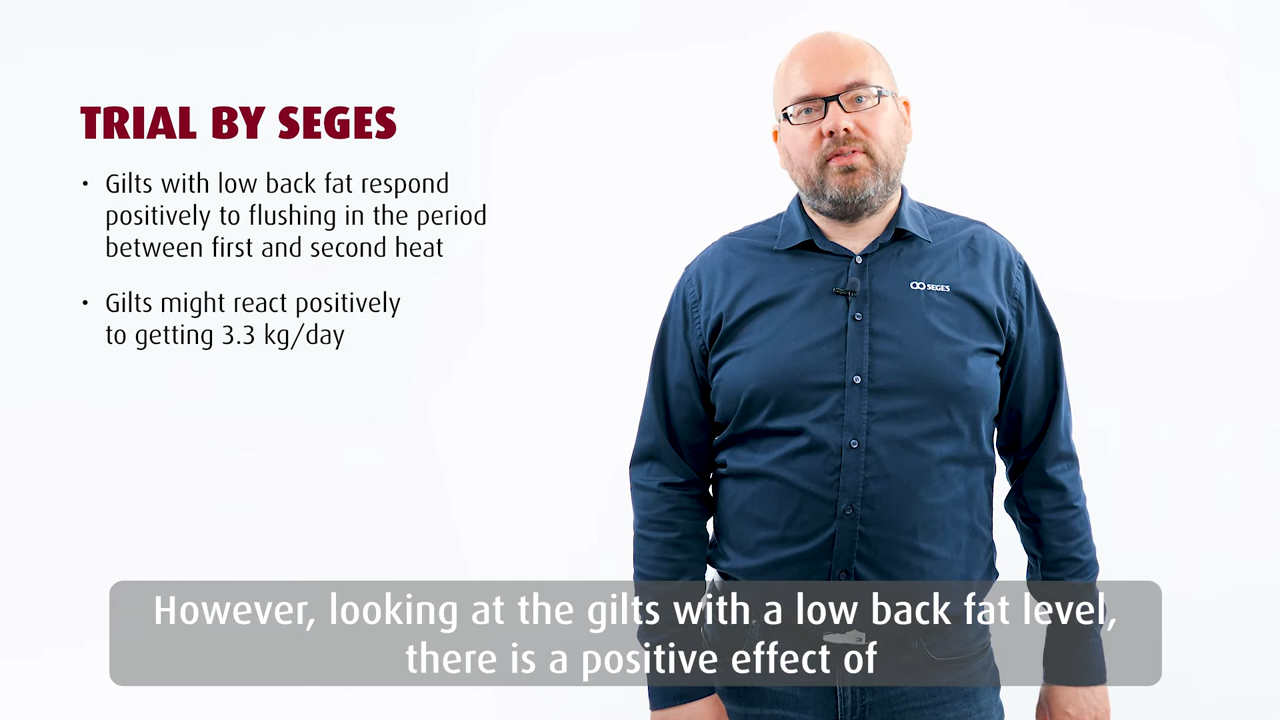 TRIAL BY SEGES
• Gilts with low back fat respond
positively to flushing in the period
between first and second heat
• Gilts might react positively
to getting 3.3 kg/day
SEGES
However, looking at the gilts with a low back fat level,
there is a positive effect of